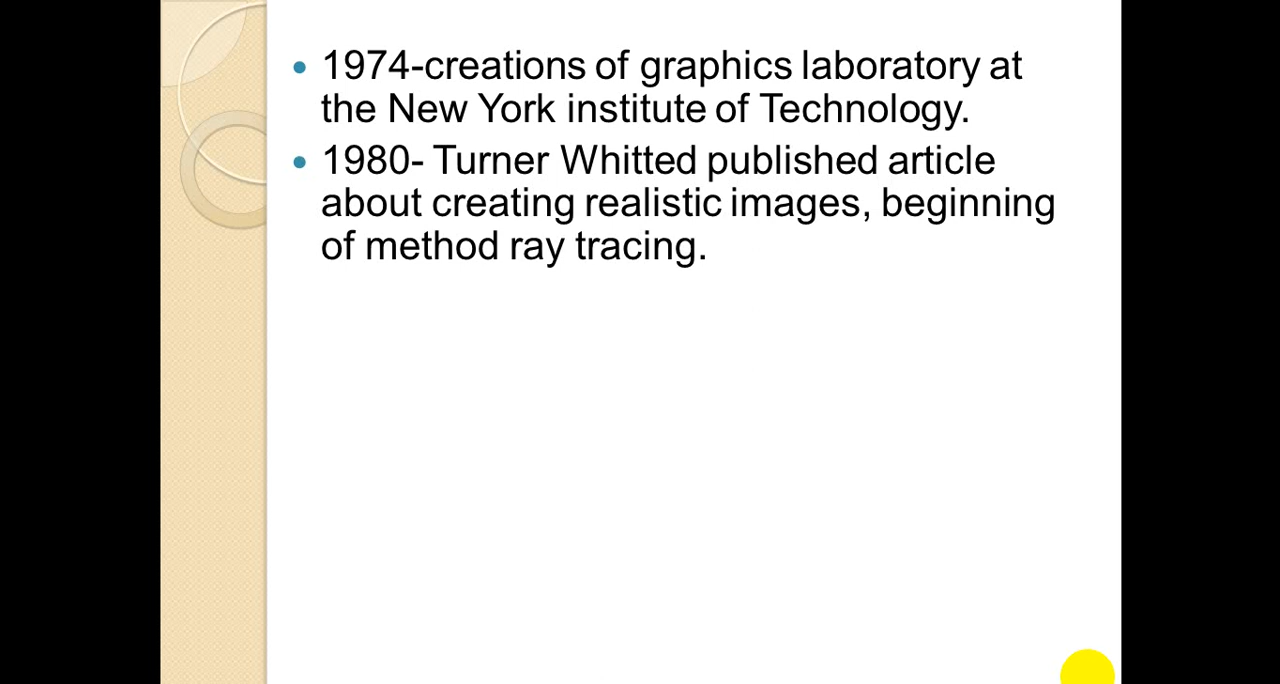 • 1974-creations of graphics laboratory at
the New York institute of Technology.
• 1980- Turner Whitted published article
about creating realistic images, beginning
of method ray tracing.